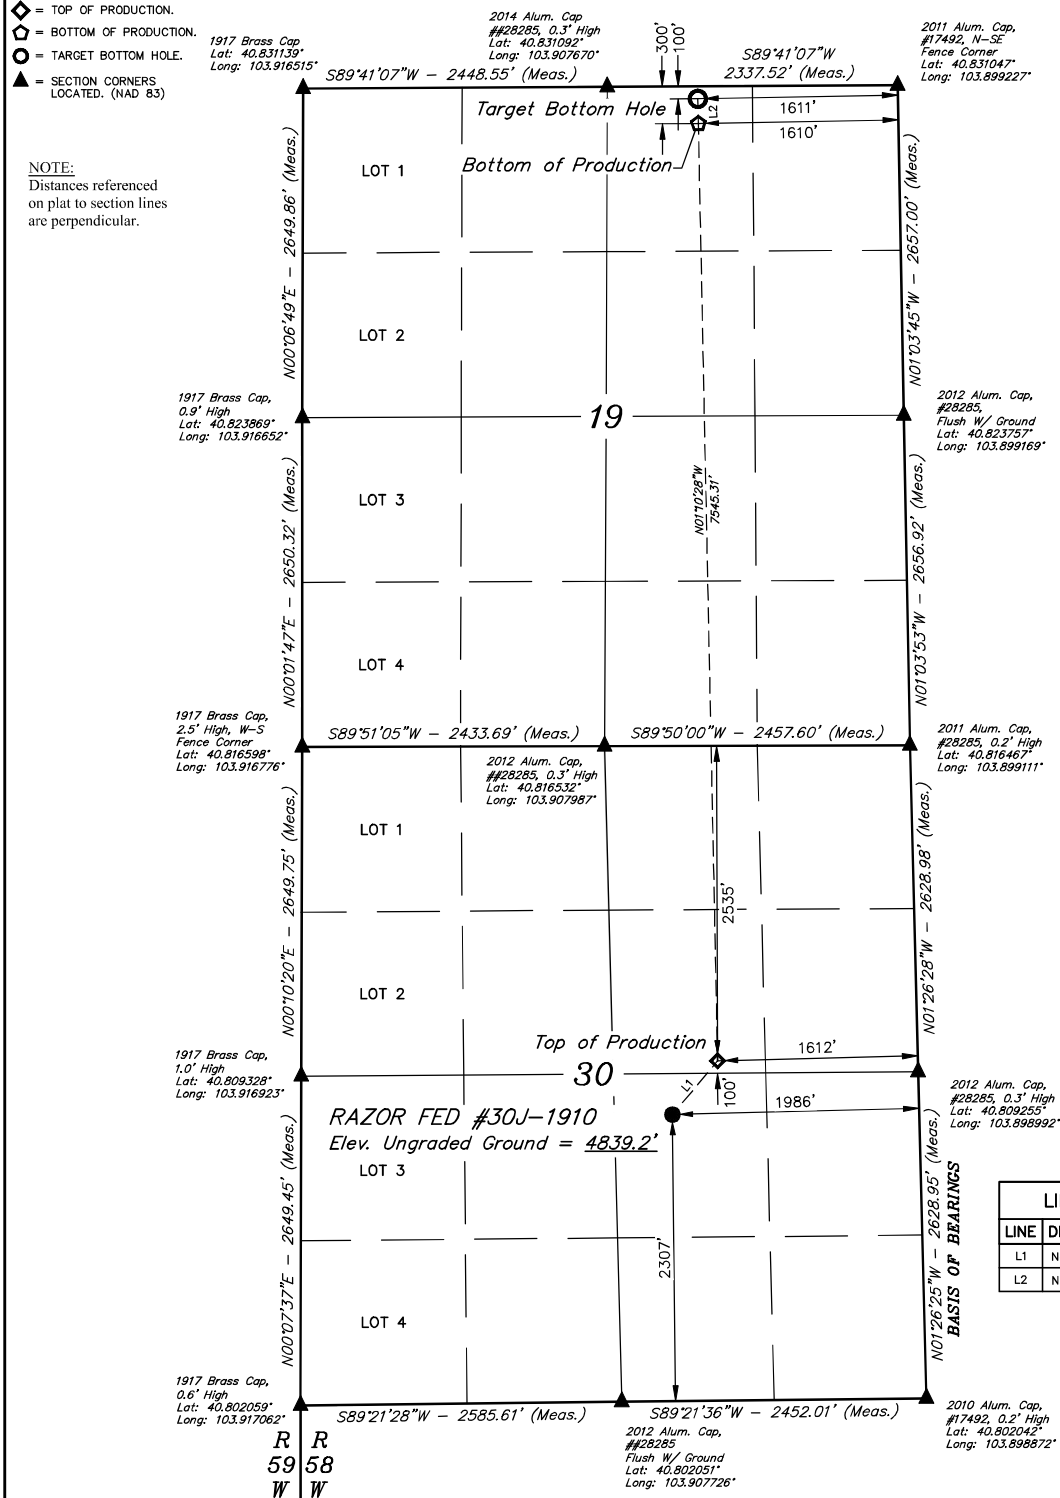 = TOP OF PRODUCTION.
= BOTTOM OF PRODUCTION.
= TARGET BOTTOM HOLE.
= SECTION CORNERS
LOCATED. (NAD 83)
NOTE:
Distances referenced
on plat to section lines
are perpendicular.
1917 Brass Cap
Lat: 40.831139°
Long: 103.916515°
2014 Alum. Cap
##28285, 0.3' High
Lat: 40.831092°
Long: 103.907670°
2011 Alum. Cap,
#17492, N-SE
Fence Corner
Lat: 40.831047°
Long: 103.899227°
S89°41'07"W - 2448.55' (Meas.)
S89°41'07"W
2337.52' (Meas.)
300'
100'
Target Bottom Hole
L2
1611'
1610'
Bottom of Production
LOT 1
N00°06'49"E - 2649.86' (Meas.)
N01°03'45"W - 2657.00' (Meas.)
LOT 2
1917 Brass Cap,
0.9' High
Lat: 40.823869°
Long: 103.916652°
19
2012 Alum. Cap,
#28285,
Flush W/ Ground
Lat: 40.823757°
Long: 103.899169°
LOT 3
N01°10'28"W
7545.31'
N00°01'47"E - 2650.32' (Meas.)
N01°03'53"W - 2656.92' (Meas.)
LOT 4
1917 Brass Cap,
2.5' High, W-S
Fence Corner
Lat: 40.816598°
Long: 103.916776°
S89°51'05"W - 2433.69' (Meas.)
S89°50'00"W - 2457.60' (Meas.)
2011 Alum. Cap,
#28285, 0.2' High
Lat: 40.816467°
Long: 103.899111°
2012 Alum. Cap,
##28285, 0.3' High
Lat: 40.816532°
Long: 103.907987°
LOT 1
N00°10'20"E - 2649.75' (Meas.)
2535'
N01°26'28"W - 2628.98' (Meas.)
LOT 2
Top of Production
1612'
1917 Brass Cap,
1.0' High
Lat: 40.809328°
Long: 103.916923°
30
L1
100'
1986'
2012 Alum. Cap,
#28285, 0.3' High
Lat: 40.809255°
Long: 103.898992°
RAZOR FED #30J-1910
Elev. Ungraded Ground = 4839.2'
LOT 3
N00°07'37"E - 2649.45' (Meas.)
2307'
N01°26'25"W - 2628.95' (Meas.)
BASIS OF BEARINGS
LI
LINE DI
L1 N
L2 N
LOT 4
1917 Brass Cap,
0.6' High
Lat: 40.802059°
Long: 103.917062°
S89°21'28"W - 2585.61' (Meas.)
S89°21'36"W - 2452.01' (Meas.)
2010 Alum. Cap,
#17492, 0.2' High
Lat: 40.802042°
Long: 103.898872°
2012 Alum. Cap,
##28285
Flush W/ Ground
Lat: 40.802051°
Long: 103.907726°
R R
59 58
W W